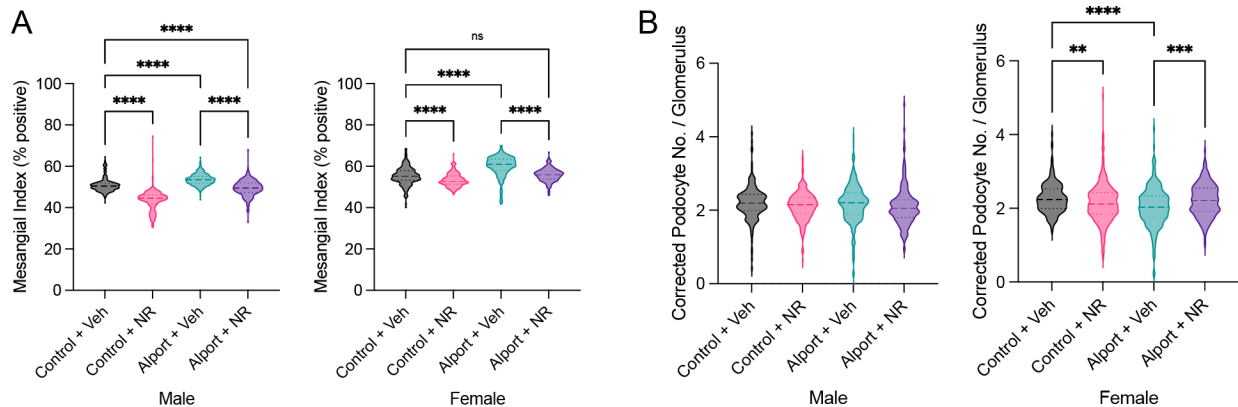 A
Mesangial Index (% positive)
100
80
60
40
20
0
****
****
****
****
Control + Veh
Control + NR
Alport + Veh
Alport + NR
Male
Mesangial Index (% positive)
100
80
60
40
20
0
ns
****
****
****
Control + Veh
Control + NR
Alport + Veh
Alport + NR
Female
B
Corrected Podocyte No. / Glomerulus
6
4
2
0
Control + Veh
Control + NR
Alport + Veh
Alport + NR
Male
Corrected Podocyte No. / Glomerulus
6
4
2
0
****
**
***
Control + Veh
Control + NR
Alport + Veh
Alport + NR
Female